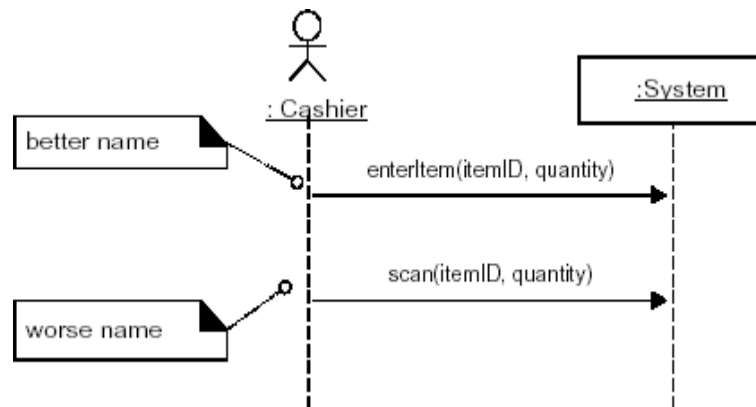 : Cashier
:System
better name
enterItem(itemID, quantity)
scan(itemID, quantity)
worse name